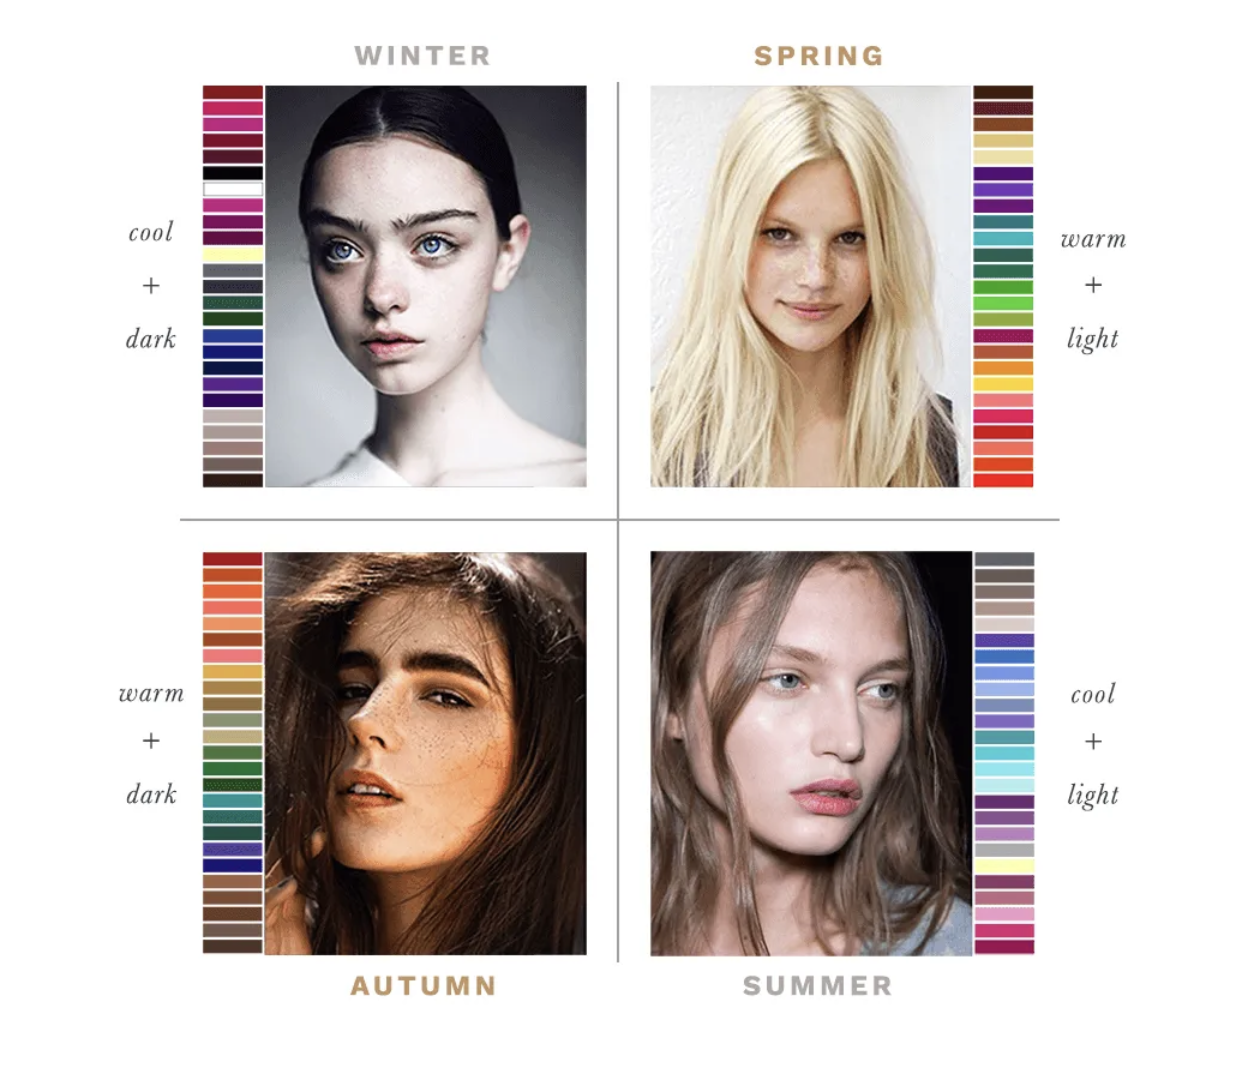 WINTER
SPRING
cool
+
dark
warm
+
light
warm
+
dark
cool
+
light
AUTUMN
SUMMER